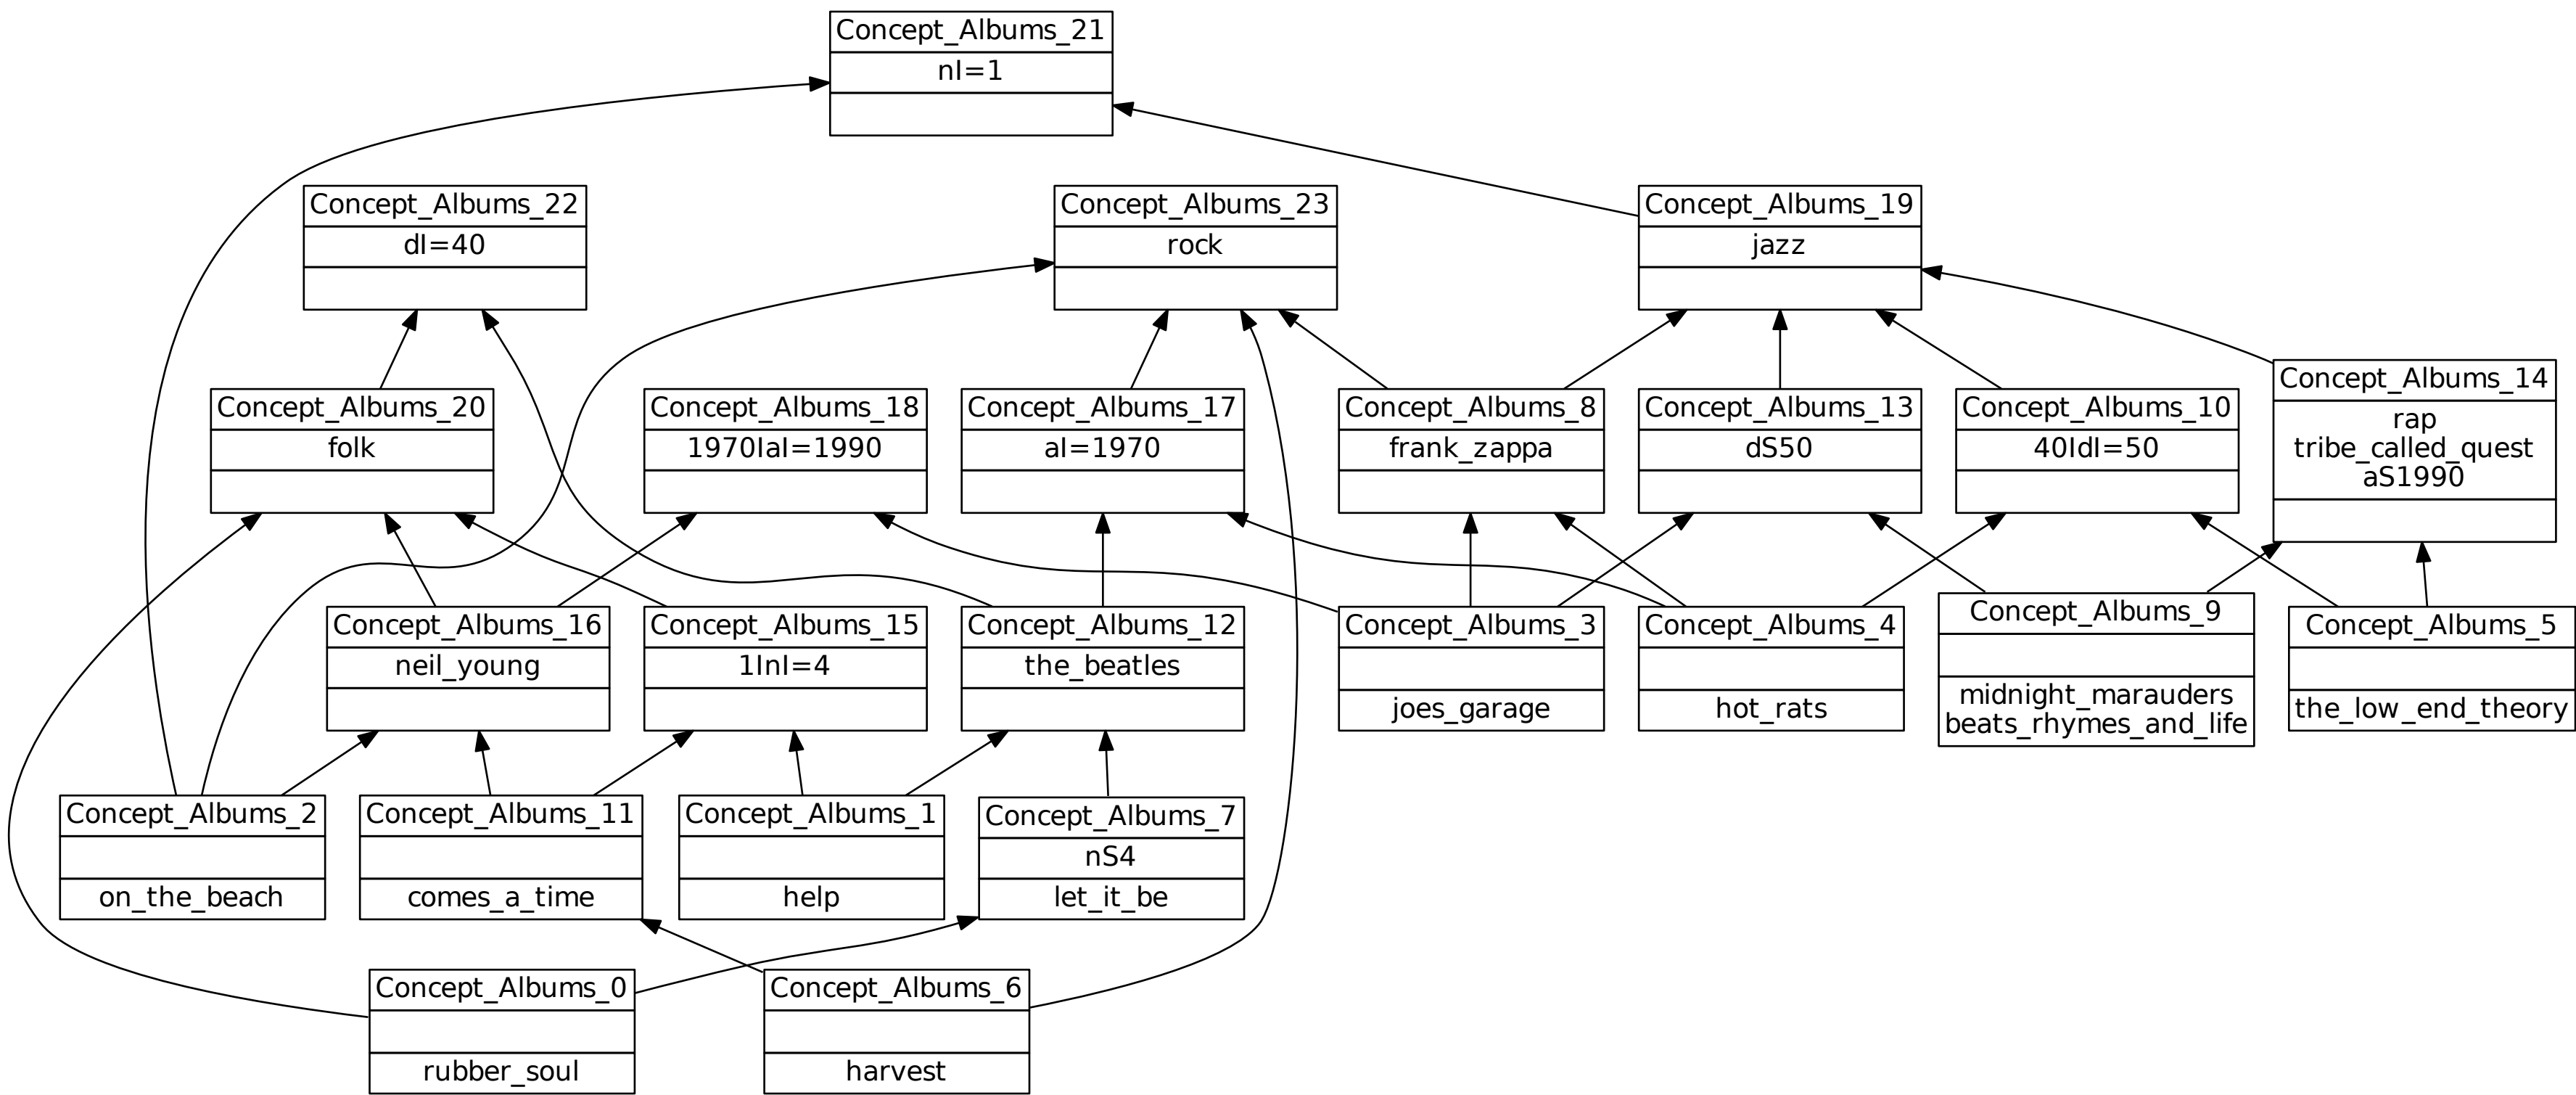 Concept_Albums_21
nI=1
Concept_Albums_22
dI=40
Concept_Albums_23
rock
Concept_Albums_19
jazz
Concept_Albums_20
folk
Concept_Albums_18
1970IaI=1990
Concept_Albums_17
aI=1970
Concept_Albums_8
frank_zappa
Concept_Albums_13
dS50
Concept_Albums_10
40IdI=50
Concept_Albums_14
rap
tribe_called_quest
aS1990
Concept_Albums_16
neil_young
Concept_Albums_15
1InI=4
Concept_Albums_12
the_beatles
Concept_Albums_3
joes_garage
Concept_Albums_4
hot_rats
Concept_Albums_9
midnight_marauders
beats_rhymes_and_life
Concept_Albums_5
the_low_end_theory
Concept_Albums_2
on_the_beach
Concept_Albums_11
comes_a_time
Concept_Albums_1
help
Concept_Albums_7
nS4
let_it_be
Concept_Albums_0
rubber_soul
Concept_Albums_6
harvest